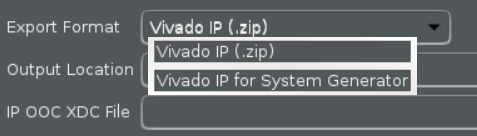 Export Format Vivado IP (.zip)
Vivado IP (.zip)
Output Location
Vivado IP for System Generator
IP OOC XDC File